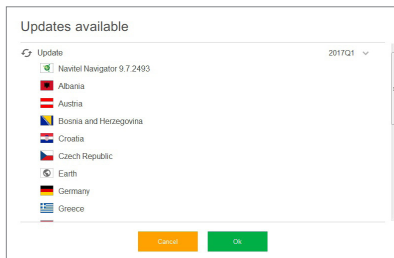 Updates available
Update 2017Q1
Navitel Navigator 9.7.2493
Albania
Austria
Bosnia and Herzegovina
Croatia
Czech Republic
Earth
Germany
Greece
Cancel Ok